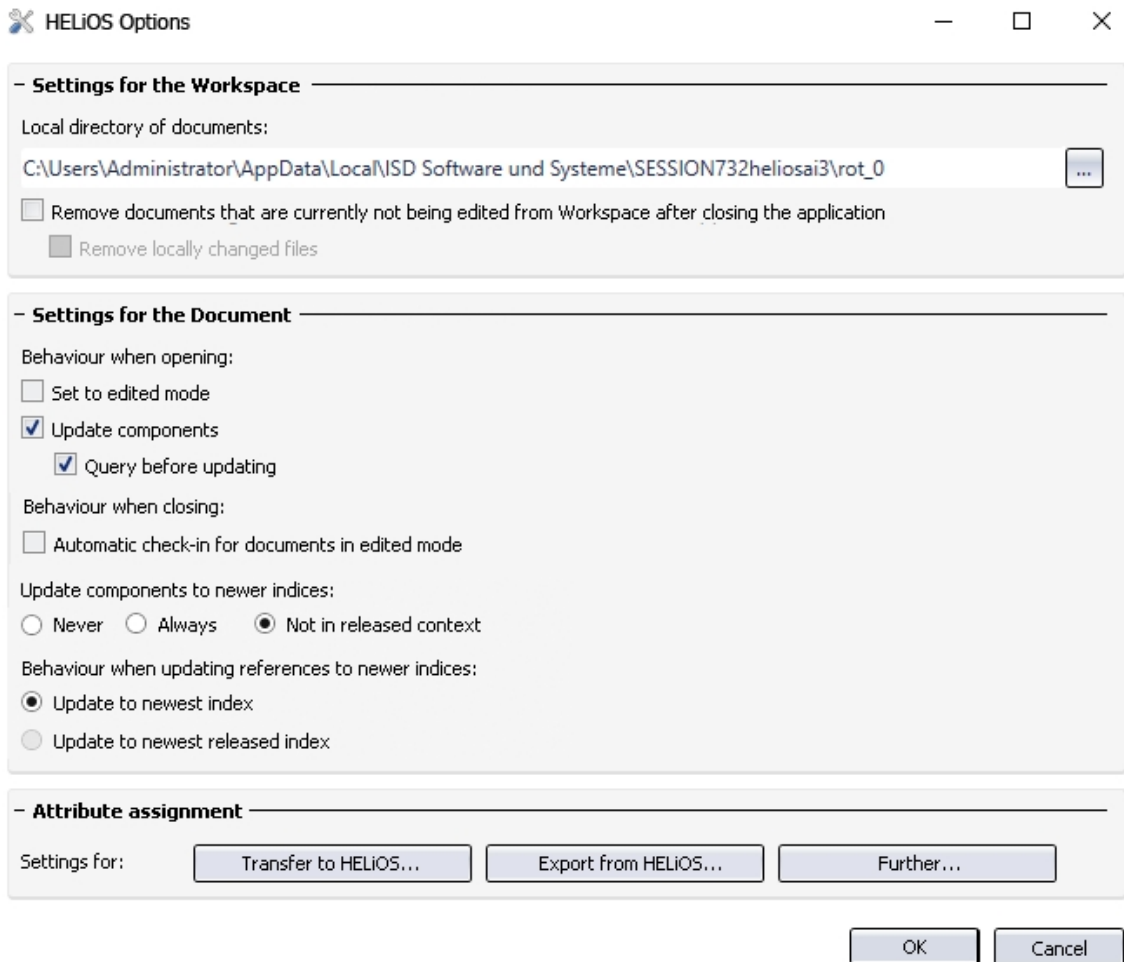 HELiOS Options
– Settings for the Workspace
Local directory of documents:
C:\Users\Administrator\AppData\Local\ISD Software und Systeme\SESSION732heliosai3\rot_0
...
Remove documents that are currently not being edited from Workspace after closing the application
Remove locally changed files
– Settings for the Document
Behaviour when opening:
Set to edited mode
Update components
Query before updating
Behaviour when closing:
Automatic check-in for documents in edited mode
Update components to newer indices:
Never Always Not in released context
Behaviour when updating references to newer indices:
Update to newest index
Update to newest released index
– Attribute assignment
Settings for: Transfer to HELiOS... Export from HELiOS... Further...
OK Cancel